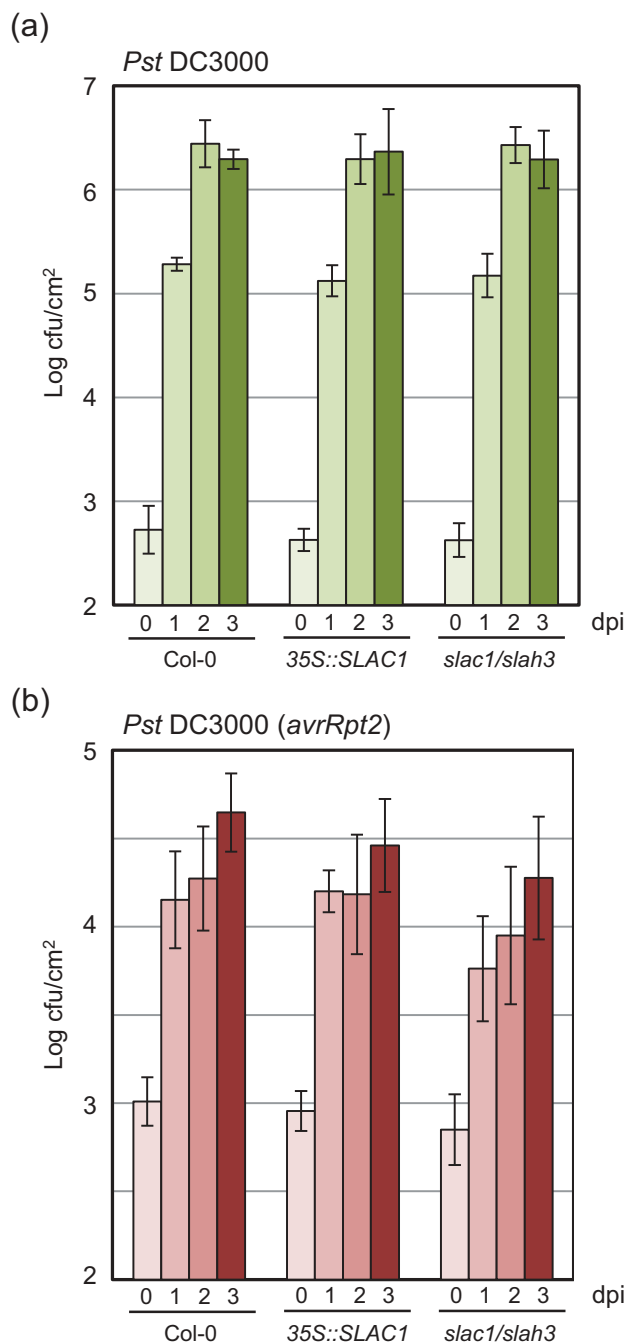 (a)
Pst DC3000
7
6
5
4
3
2
Log cfu/cm²
0 1 2 3 0 1 2 3 0 1 2 3 dpi
Col-0 35S::SLAC1 slac1/slah3
(b)
Pst DC3000 (avrRpt2)
5
4
3
2
Log cfu/cm²
0 1 2 3 0 1 2 3 0 1 2 3 dpi
Col-0 35S::SLAC1 slac1/slah3